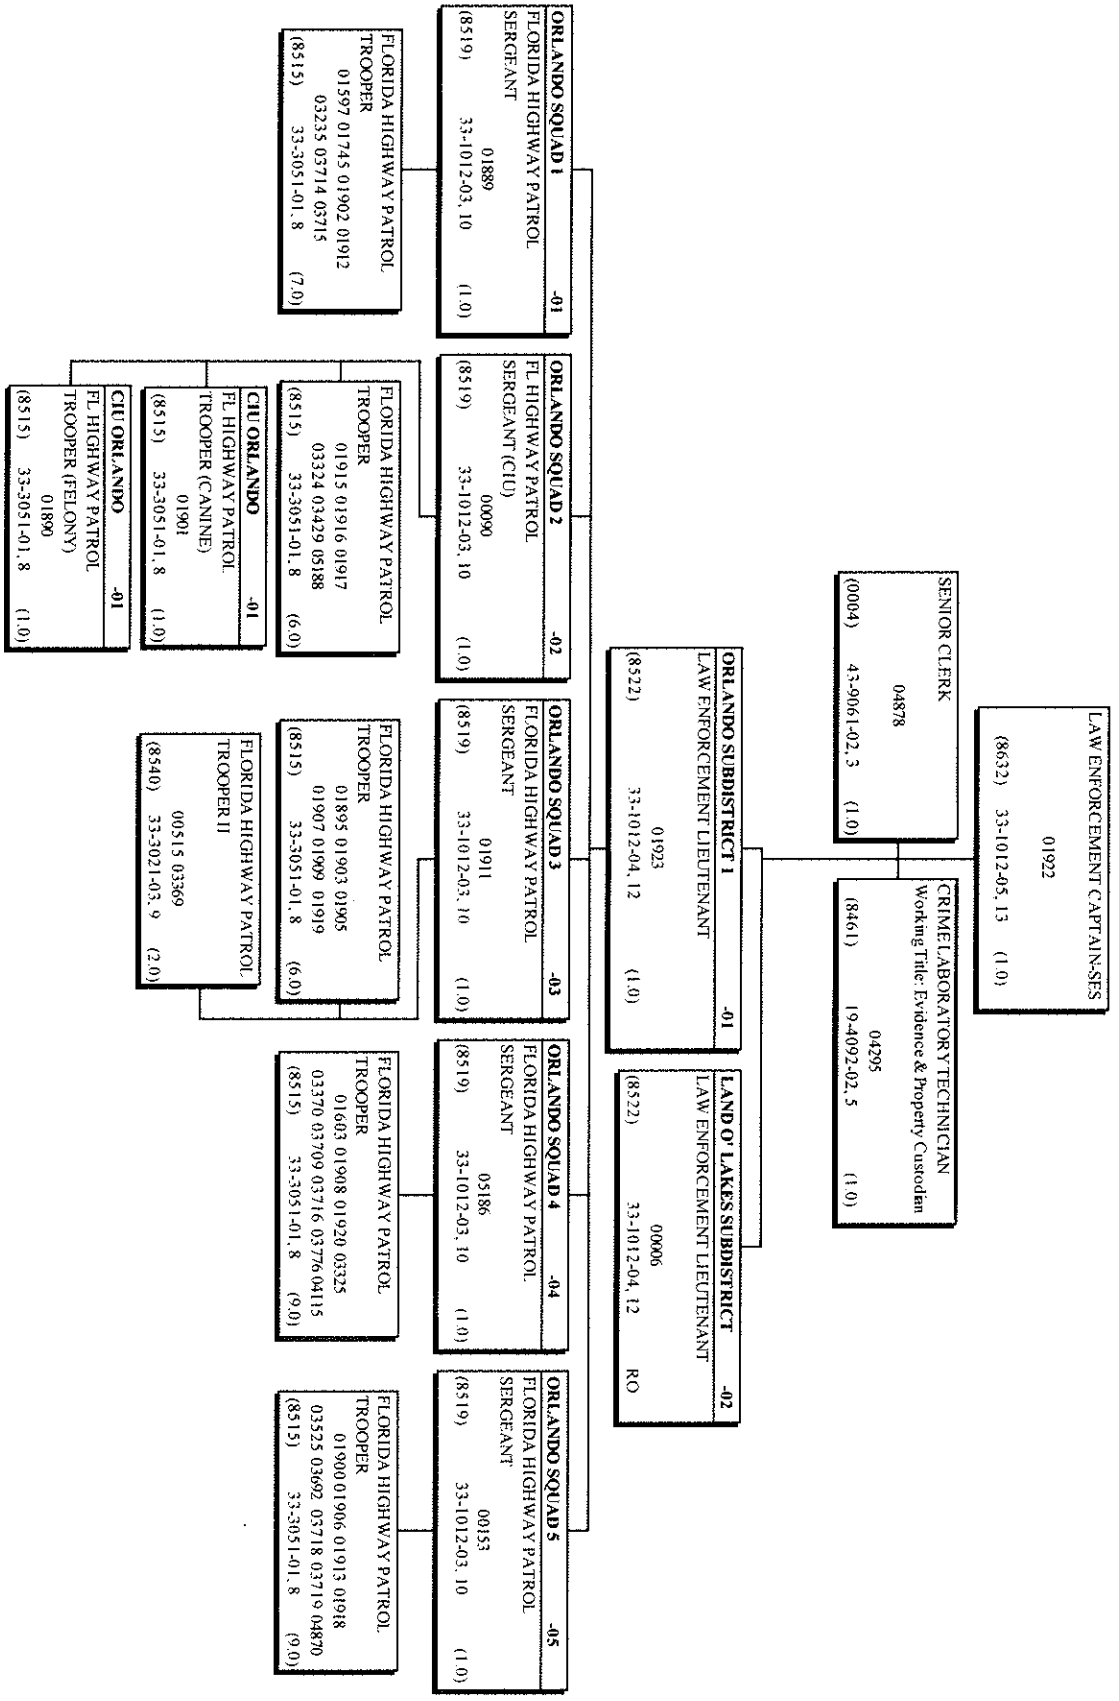 LAW ENFORCEMENT CAPTAIN-SES
01922
(8632) 33-1012-05, 13 (1.0)
SENIOR CLERK
04878
(0004) 43-9061-02, 3 (1.0)
CRIME LABORATORY TECHNICIAN
Working Title: Evidence & Property Custodian
04295
(8461) 19-4092-02, 5 (1.0)
ORLANDO SUBDISTRICT 1 -01
LAW ENFORCEMENT LIEUTENANT
01923
(8522) 33-1012-04, 12 (1.0)
LAND O' LAKES SUBDISTRICT -02
LAW ENFORCEMENT LIEUTENANT
00006
(8522) 33-1012-04, 12 RO
ORLANDO SQUAD 1 -01
FLORIDA HIGHWAY PATROL
SERGEANT
01889
(8519) 33-1012-03, 10 (1.0)
FLORIDA HIGHWAY PATROL
TROOPER
01597 01745 01902 01912
03235 03714 03715
(8515) 33-3051-01, 8 (7.0)
ORLANDO SQUAD 2 -02
FL HIGHWAY PATROL
SERGEANT (CIU)
00090
(8519) 33-1012-03, 10 (1.0)
FLORIDA HIGHWAY PATROL
TROOPER
01915 01916 01917
03324 03429 05188
(8515) 33-3051-01, 8 (6.0)
CIU ORLANDO -01
FL HIGHWAY PATROL
TROOPER (CANINE)
01901
(8515) 33-3051-01, 8 (1.0)
CIU ORLANDO -01
FL HIGHWAY PATROL
TROOPER (FELONY)
01890
(8515) 33-3051-01, 8 (1.0)
ORLANDO SQUAD 3 -03
FLORIDA HIGHWAY PATROL
SERGEANT
01911
(8519) 33-1012-03, 10 (1.0)
FLORIDA HIGHWAY PATROL
TROOPER
01895 01903 01905
01907 01909 01919
(8515) 33-3051-01, 8 (6.0)
FLORIDA HIGHWAY PATROL
TROOPER II
00515 03369
(8540) 33-3021-03, 9 (2.0)
ORLANDO SQUAD 4 -04
FLORIDA HIGHWAY PATROL
SERGEANT
05186
(8519) 33-1012-03, 10 (1.0)
FLORIDA HIGHWAY PATROL
TROOPER
01603 01908 01920 03325
03370 03709 03716 03776 04115
(8515) 33-3051-01, 8 (9.0)
ORLANDO SQUAD 5 -05
FLORIDA HIGHWAY PATROL
SERGEANT
00153
(8519) 33-1012-03, 10 (1.0)
FLORIDA HIGHWAY PATROL
TROOPER
01900 01906 01913 01918
03525 03692 03718 03719 04870
(8515) 33-3051-01, 8 (9.0)